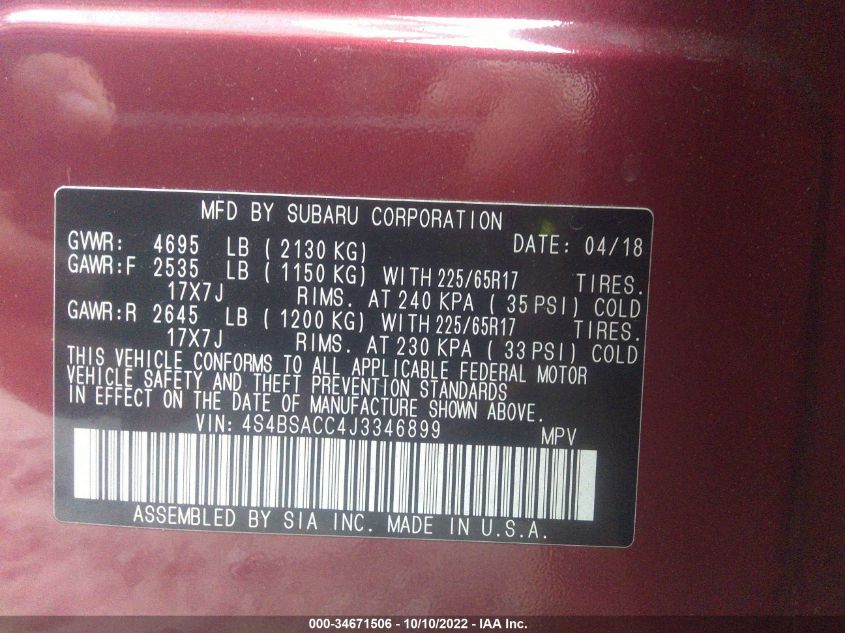 MFD BY SUBARU CORPORATION
GVWR: 4695 LB ( 2130 KG) DATE: 04/18
GAWR:F 2535 LB ( 1150 KG) WITH 225/65R17 TIRES.
17X7J RIMS. AT 240 KPA ( 35 PSI) COLD
GAWR:R 2645 LB ( 1200 KG) WITH 225/65R17 TIRES.
17X7J RIMS. AT 230 KPA ( 33 PSI) COLD
THIS VEHICLE CONFORMS TO ALL APPLICABLE FEDERAL MOTOR
VEHICLE SAFETY AND THEFT PREVENTION STANDARDS
IN EFFECT ON THE DATE OF MANUFACTURE SHOWN ABOVE.
VIN: 4S4BSACC4J3346899 MPV
ASSEMBLED BY SIA INC. MADE IN U.S.A.
000-34671506 - 10/10/2022 - IAA Inc.